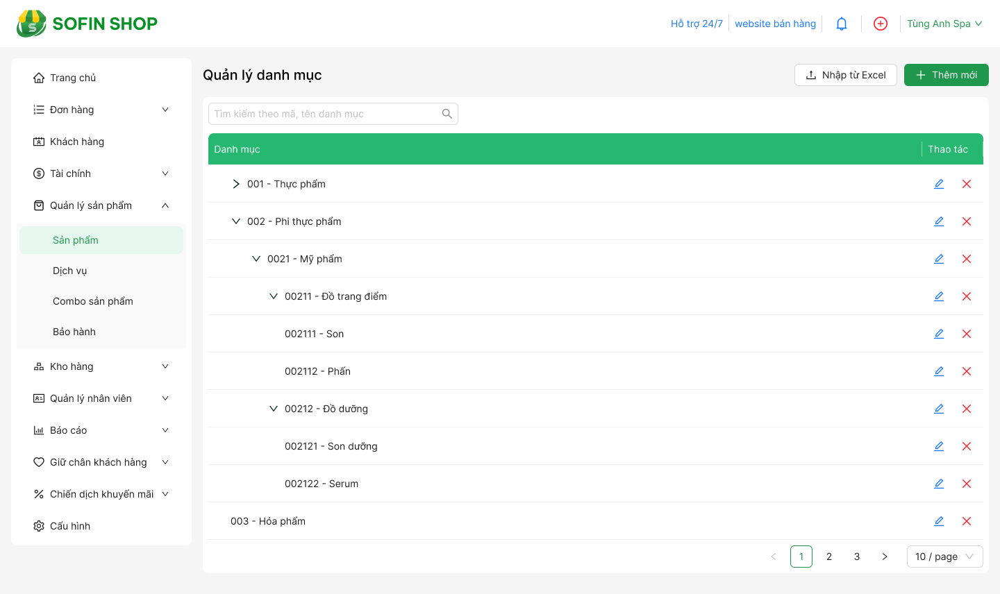 SOFIN SHOP
Hỗ trợ 24/7
website bán hàng
Tùng Anh Spa
Trang chủ
Đơn hàng
Khách hàng
Tài chính
Quản lý sản phẩm
Sản phẩm
Dịch vụ
Combo sản phẩm
Bảo hành
Kho hàng
Quản lý nhân viên
Báo cáo
Giữ chân khách hàng
Chiến dịch khuyến mãi
Cấu hình
Quản lý danh mục
Nhập từ Excel
Thêm mới
Tìm kiếm theo mã, tên danh mục
Danh mục
Thao tác
001 - Thực phẩm
002 - Phi thực phẩm
0021 - Mỹ phẩm
00211 - Đồ trang điểm
002111 - Son
002112 - Phấn
00212 - Đồ dưỡng
002121 - Son dưỡng
002122 - Serum
003 - Hóa phẩm
1 2 3
10 / page